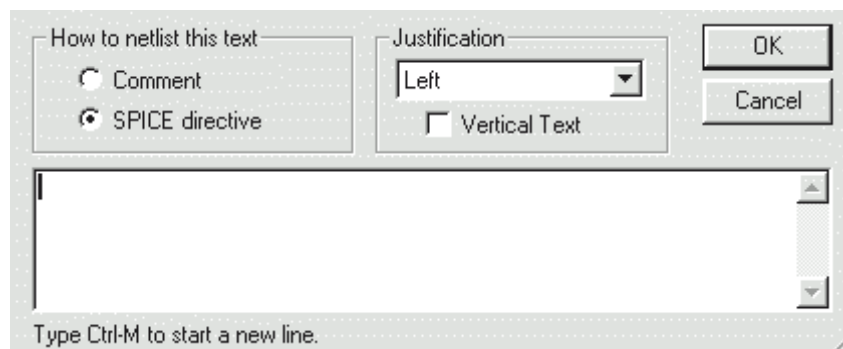 How to netlist this text
Comment
SPICE directive
Justification
Left
Vertical Text
OK
Cancel
Type Ctrl-M to start a new line.